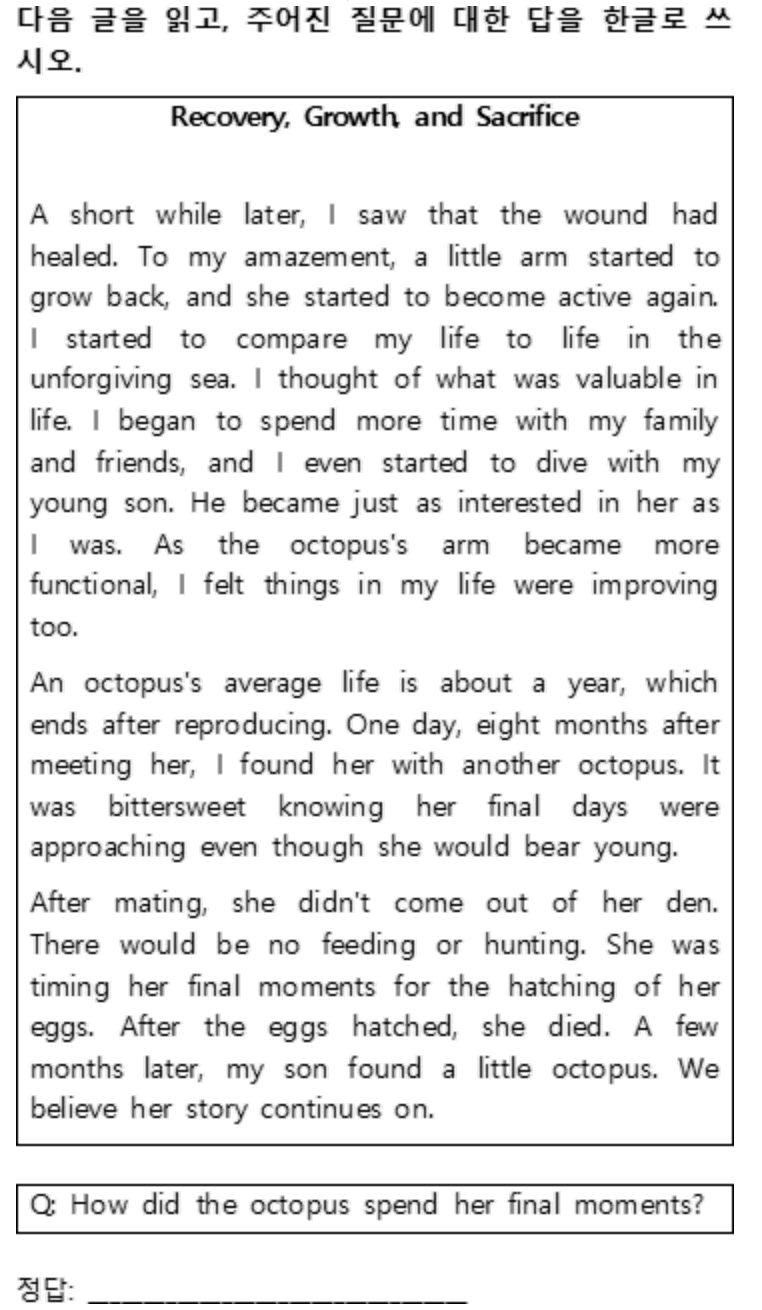 다음 글을 읽고, 주어진 질문에 대한 답을 한글로 쓰
시오.
Recovery, Growth, and Sacrifice
A short while later, I saw that the wound had
healed. To my amazement, a little arm started to
grow back, and she started to become active again.
I started to compare my life to life in the
unforgiving sea. I thought of what was valuable in
life. I began to spend more time with my family
and friends, and I even started to dive with my
young son. He became just as interested in her as
I was. As the octopus's arm became more
functional, I felt things in my life were improving
too.
An octopus's average life is about a year, which
ends after reproducing. One day, eight months after
meeting her, I found her with another octopus. It
was bittersweet knowing her final days were
approaching even though she would bear young.
After mating, she didn't come out of her den.
There would be no feeding or hunting. She was
timing her final moments for the hatching of her
eggs. After the eggs hatched, she died. A few
months later, my son found a little octopus. We
believe her story continues on.
Q: How did the octopus spend her final moments?
정답: ____________________